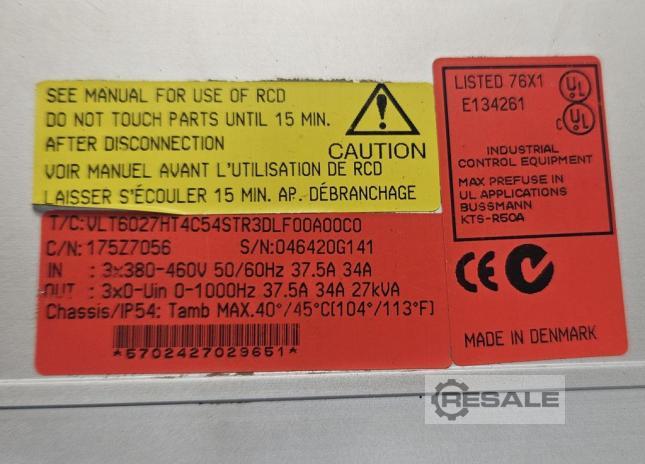 SEE MANUAL FOR USE OF RCD
DO NOT TOUCH PARTS UNTIL 15 MIN.
AFTER DISCONNECTION
CAUTION
VOIR MANUEL AVANT L'UTILISATION DE RCD
LAISSER S'ÉCOULER 15 MIN. AP. DÉBRANCHAGE
T/C:VLT6027HT4C54STR3DLF00A00C0
C/N: 175Z7056 S/N:046420G141
IN : 3x380-460V 50/60Hz 37.5A 34A
OUT : 3x0-Uin 0-1000Hz 37.5A 34A 27kVA
Chassis/IP54: Tamb MAX.40°/45°C(104°/113°F)
*5702427029651*
LISTED 76X1
E134261
UL
C UL
INDUSTRIAL
CONTROL EQUIPMENT
MAX PREFUSE IN
UL APPLICATIONS
BUSSMANN
KTS-R50A
CE
MADE IN DENMARK
RESALE